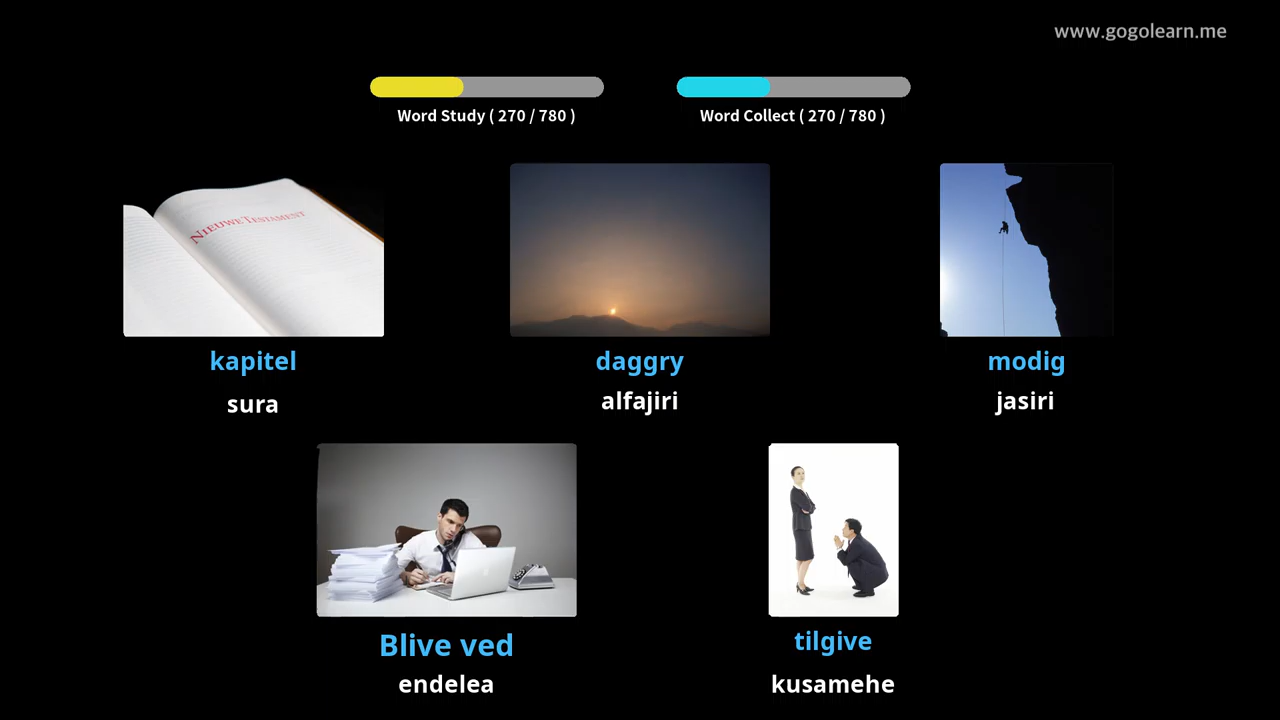 www.gogolearn.me
Word Study ( 270 / 780 )
Word Collect ( 270 / 780 )
NIEUWE TESTAMENT
kapitel
daggry
modig
sura
alfajiri
jasiri
Blive ved
tilgive
endelea
kusamehe